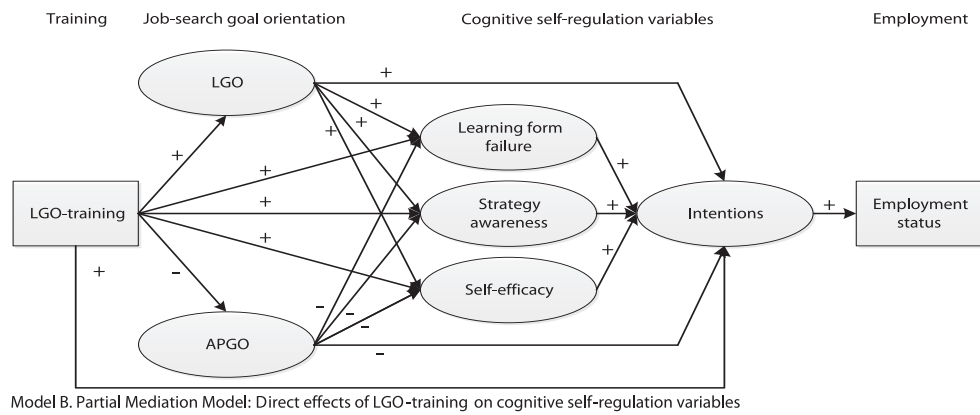 Training Job-search goal orientation Cognitive self-regulation variables Employment
LGO
+
+
+
+
Learning form
failure
+
+
+
LGO-training
+
Strategy
awareness
+
Intentions
+
Employment
status
+
+
+
–
Self-efficacy
–
–
–
APGO
–
Model B. Partial Mediation Model: Direct effects of LGO-training on cognitive self-regulation variables